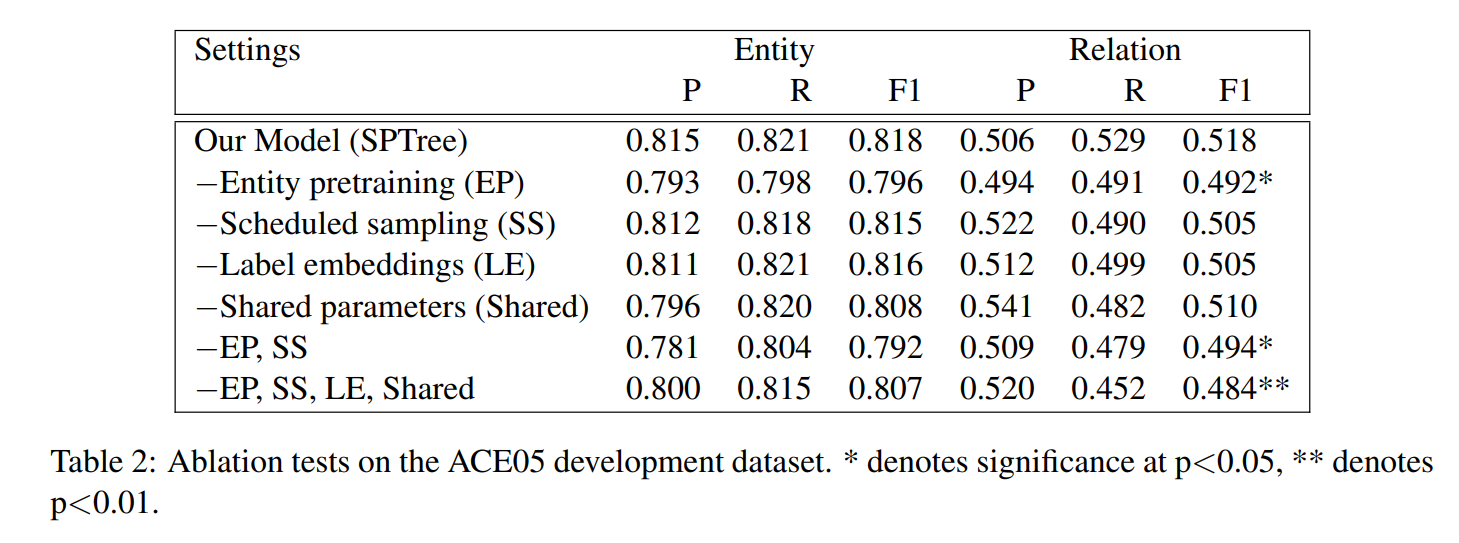 Settings Entity Relation
P R F1 P R F1
Our Model (SPTree) 0.815 0.821 0.818 0.506 0.529 0.518
−Entity pretraining (EP) 0.793 0.798 0.796 0.494 0.491 0.492*
−Scheduled sampling (SS) 0.812 0.818 0.815 0.522 0.490 0.505
−Label embeddings (LE) 0.811 0.821 0.816 0.512 0.499 0.505
−Shared parameters (Shared) 0.796 0.820 0.808 0.541 0.482 0.510
−EP, SS 0.781 0.804 0.792 0.509 0.479 0.494*
−EP, SS, LE, Shared 0.800 0.815 0.807 0.520 0.452 0.484**
Table 2: Ablation tests on the ACE05 development dataset. * denotes significance at p<0.05, ** denotes
p<0.01.